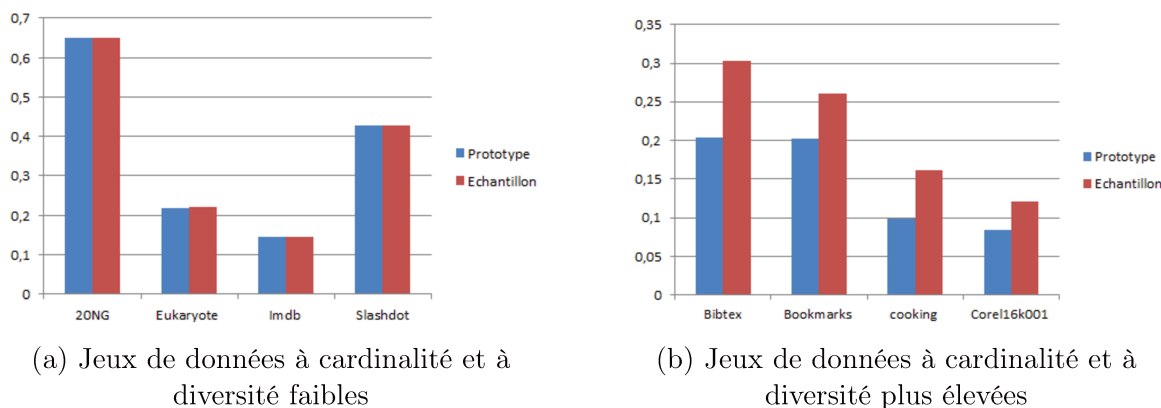 0,7
0,6
0,5
0,4
0,3
0,2
0,1
0
20NG
Eukaryote
Imdb
Slashdot
Prototype
Echantillon
(a) Jeux de données à cardinalité et à
diversité faibles
0,35
0,3
0,25
0,2
0,15
0,1
0,05
0
Bibtex
Bookmarks
cooking
Corel16k001
Prototype
Echantillon
(b) Jeux de données à cardinalité et à
diversité plus élevées